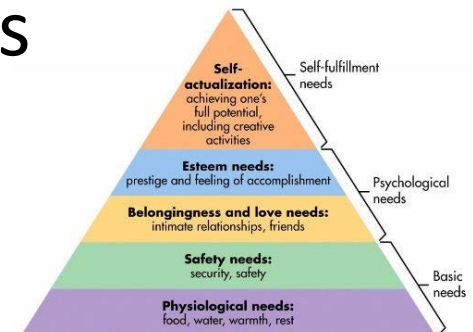 s
Self-
actualization:
achieving one's
full potential,
including creative
activities
Self-fulfillment
needs
Esteem needs:
prestige and feeling of accomplishment
Psychological
needs
Belongingness and love needs:
intimate relationships, friends
Safety needs:
security, safety
Basic
needs
Physiological needs:
food, water, warmth, rest